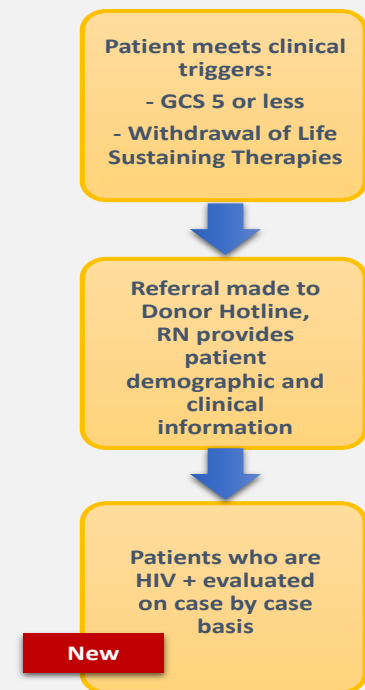 Patient meets clinical
triggers:
- GCS 5 or less
- Withdrawal of Life
Sustaining Therapies
Referral made to
Donor Hotline,
RN provides
patient
demographic and
clinical
information
Patients who are
HIV + evaluated
on case by case
basis
New